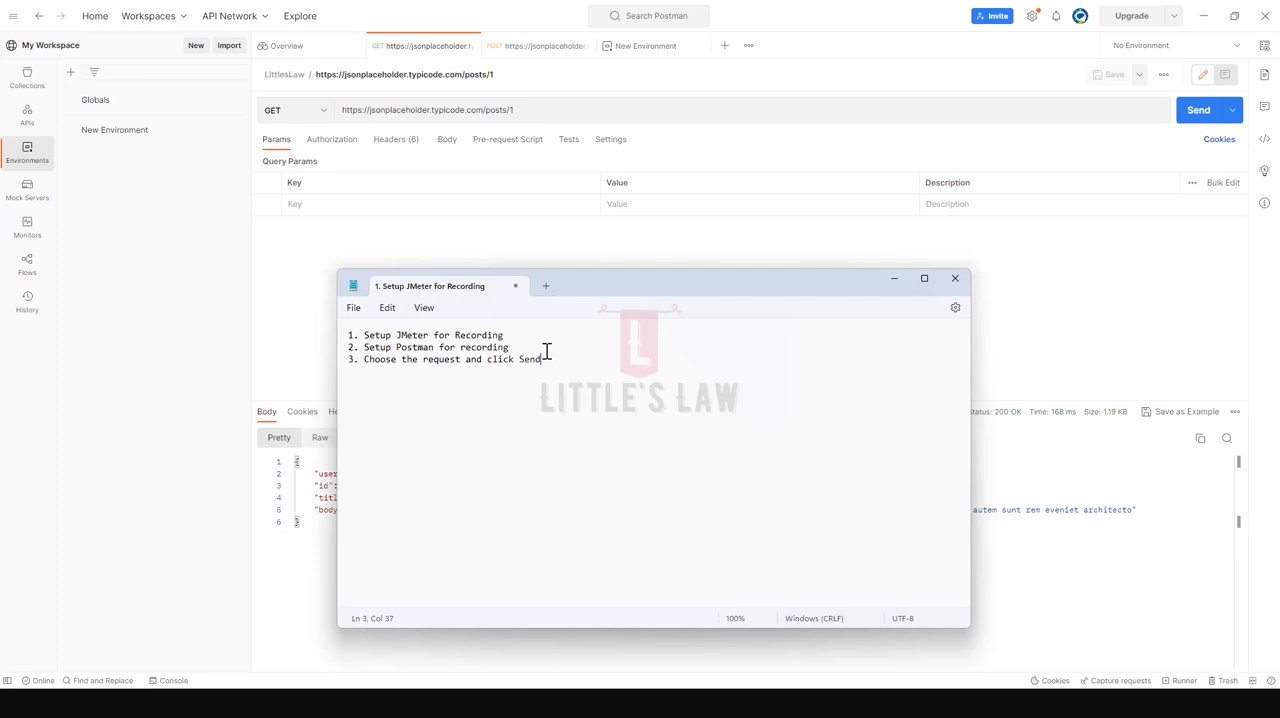 Home Workspaces API Network Explore Search Postman Invite Upgrade
My Workspace New Import Overview GET https://jsonplaceholder.ty POST https://jsonplaceholder. New Environment No Environment
LittlesLaw / https://jsonplaceholder.typicode.com/posts/1 Save
Collections
Globals
GET https://jsonplaceholder.typicode.com/posts/1 Send
APIs
New Environment
Params Authorization Headers (6) Body Pre-request Script Tests Settings Cookies
Environments
Query Params
Key Value Description Bulk Edit
Mock Servers
Key Value Description
Monitors
Flows
History
1. Setup JMeter for Recording
File Edit View
1. Setup JMeter for Recording
2. Setup Postman for recording
3. Choose the request and click Send
L
LITTLE'S LAW
Body Cookies He Status: 200 OK Time: 168 ms Size: 1.19 KB Save as Example
Pretty Raw
1 {
2 "user
3 "id":
4 "titl
5 "body autem sunt rem eveniet architecto"
6 }
Ln 3, Col 37 100% Windows (CRLF) UTF-8
Online Find and Replace Console Cookies Capture requests Runner Trash